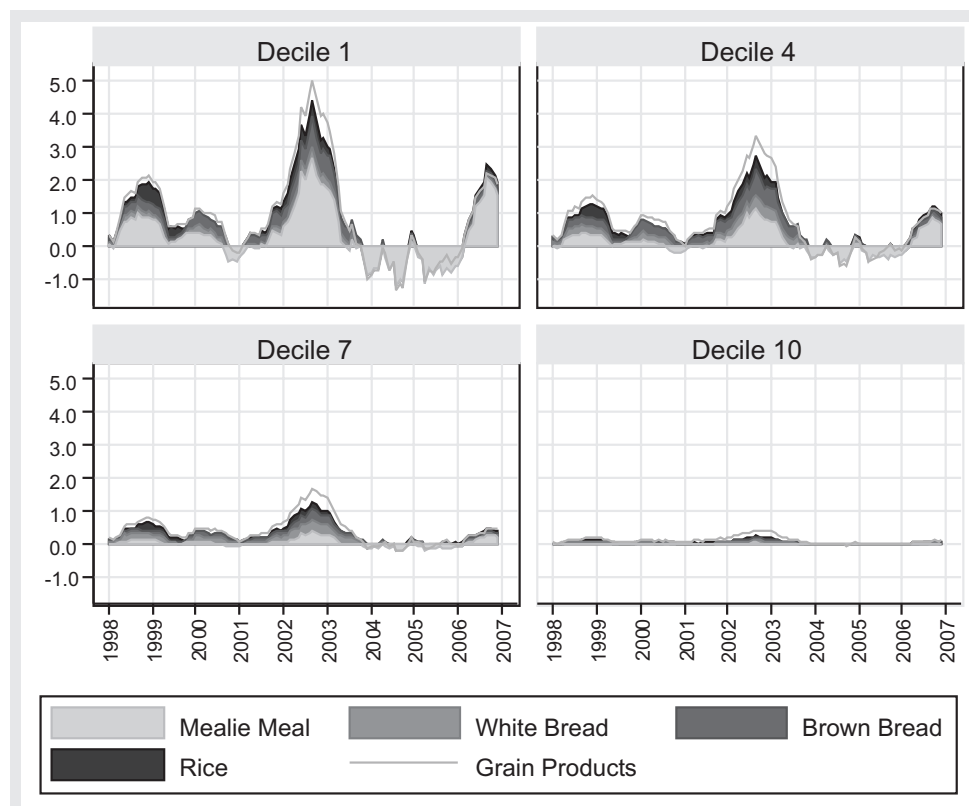 Decile 1
Decile 4
5.0
4.0
3.0
2.0
1.0
0.0
-1.0
Decile 7
Decile 10
5.0
4.0
3.0
2.0
1.0
0.0
-1.0
1998 1999 2000 2001 2002 2003 2004 2005 2006 2007
1998 1999 2000 2001 2002 2003 2004 2005 2006 2007
Mealie Meal White Bread Brown Bread
Rice Grain Products